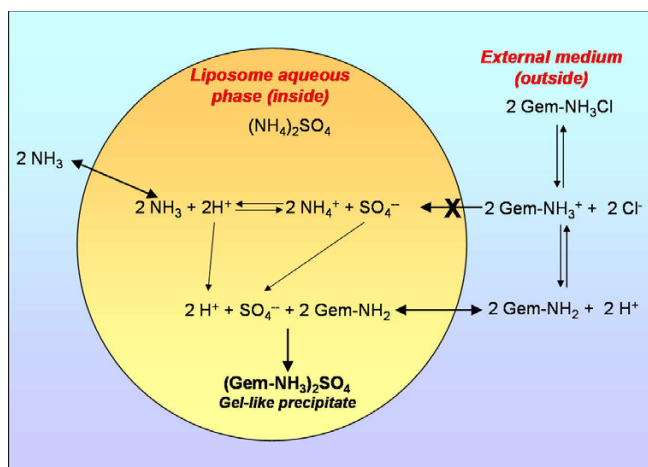 Liposome aqueous
phase (inside)
External medium
(outside)
(NH₄)₂SO₄
2 Gem-NH₃Cl
2 NH₃
2 NH₃ + 2H⁺
2 NH₄⁺ + SO₄⁻⁻
X
2 Gem-NH₃⁺ + 2 Cl⁻
2 H⁺ + SO₄⁻⁻ + 2 Gem-NH₂
2 Gem-NH₂ + 2 H⁺
(Gem-NH₃)₂SO₄
Gel-like precipitate